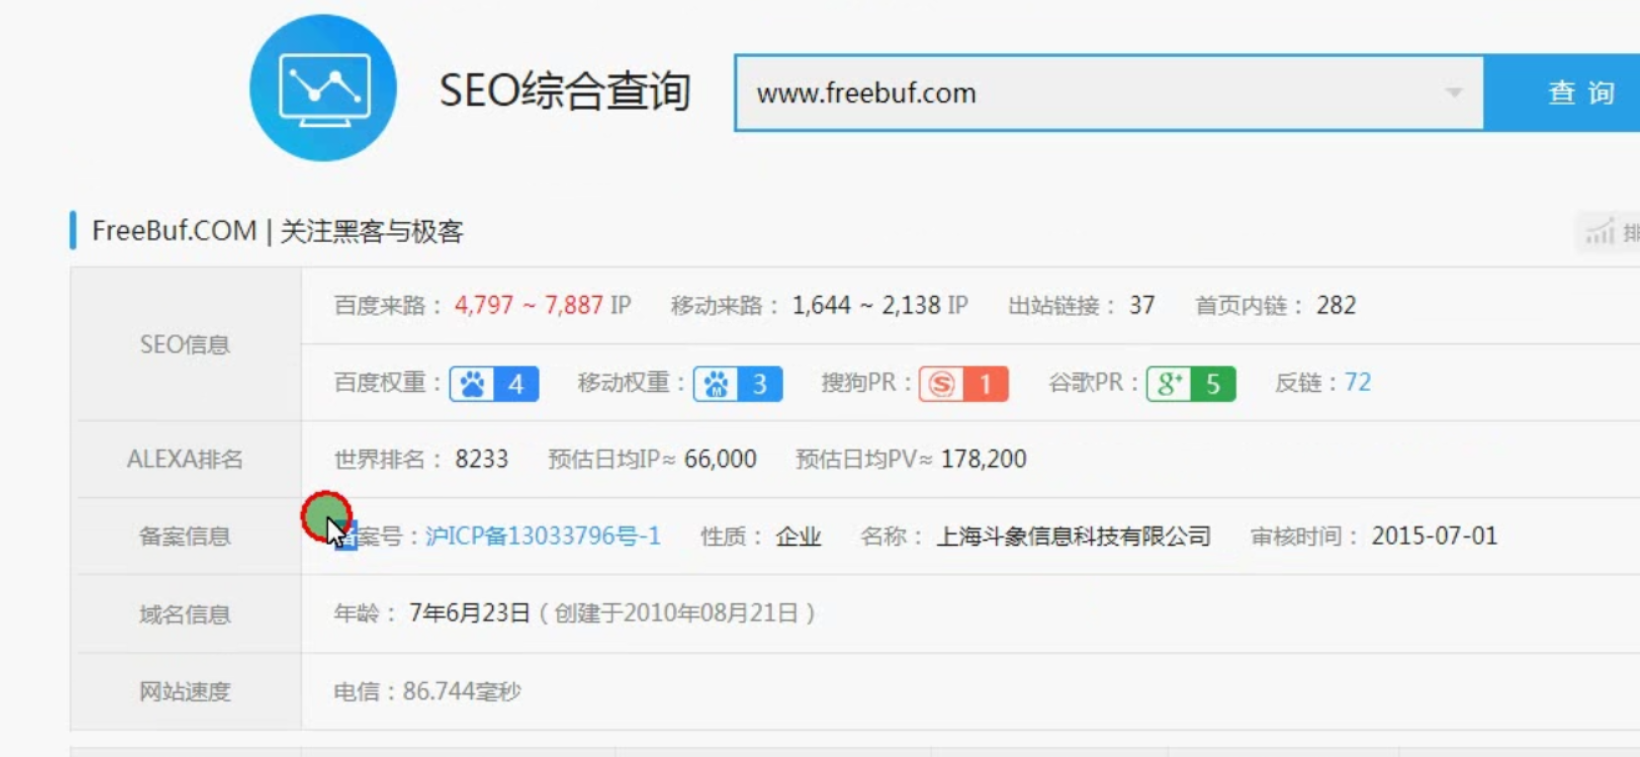 SEO综合查询 www.freebuf.com 查 询
FreeBuf.COM | 关注黑客与极客
排
SEO信息
百度来路： 4,797 ~ 7,887 IP 移动来路： 1,644 ~ 2,138 IP 出站链接： 37 首页内链： 282
百度权重： 4 移动权重： M 3 搜狗PR： S 1 谷歌PR： g+ 5 反链：72
ALEXA排名 世界排名： 8233 预估日均IP≈ 66,000 预估日均PV≈ 178,200
备案信息 备案号：沪ICP备13033796号-1 性质： 企业 名称： 上海斗象信息科技有限公司 审核时间： 2015-07-01
域名信息 年龄： 7年6月23日（创建于2010年08月21日）
网站速度 电信：86.744毫秒